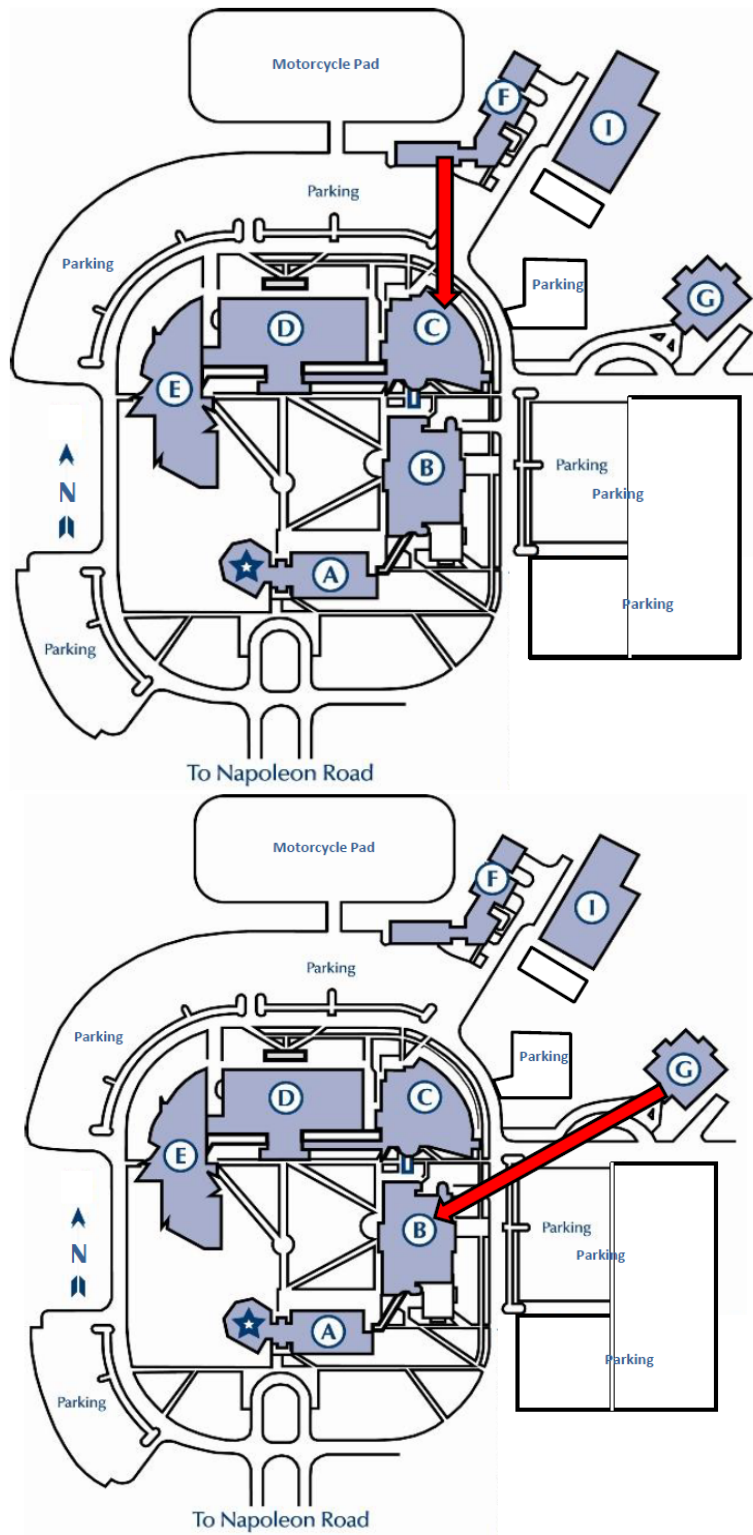 Motorcycle Pad
F
I
Parking
Parking
Parking
G
D
C
E
Parking
B
Parking
N
A
Parking
Parking
To Napoleon Road
Motorcycle Pad
F
I
Parking
Parking
Parking
G
D
C
E
B
Parking
Parking
N
A
Parking
Parking
To Napoleon Road